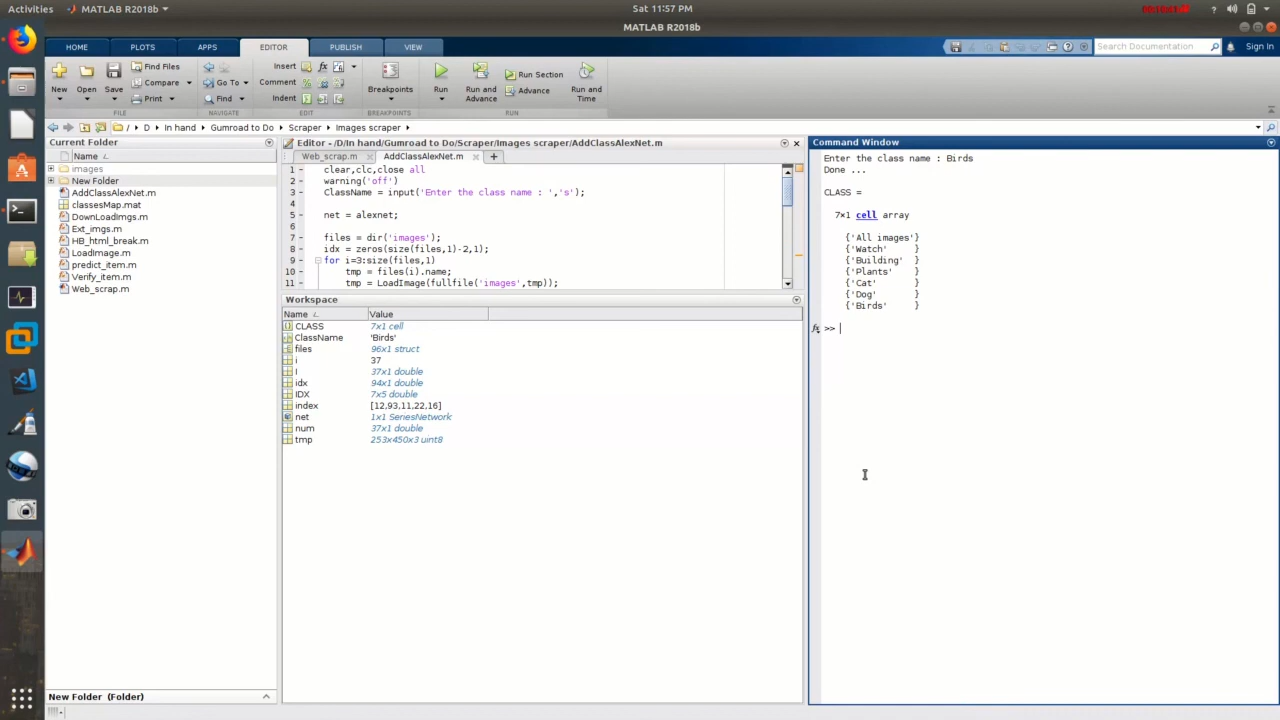 Activities
MATLAB R2018b
Sat 11:57 PM
MATLAB R2018b
HOME
PLOTS
APPS
EDITOR
PUBLISH
VIEW
Search Documentation
Sign In
New
Open
Save
Find Files
Compare
Print
Go To
Find
Insert
Comment
Indent
Breakpoints
Run
Run and Advance
Run Section
Advance
Run and Time
FILE
NAVIGATE
EDIT
BREAKPOINTS
RUN
/ D In hand Gumroad to Do Scraper Images scraper
Current Folder
Name
images
New Folder
AddClassAlexNet.m
classesMap.mat
DownLoadImgs.m
Ext_imgs.m
HB_html_break.m
LoadImage.m
predict_item.m
Verify_item.m
Web_scrap.m
New Folder (Folder)
Editor - /D/In hand/Gumroad to Do/Scraper/Images scraper/AddClassAlexNet.m
Web_scrap.m
AddClassAlexNet.m
1 - clear,clc,close all
2 - warning('off')
3 - ClassName = input('Enter the class name : ','s');
4
5 - net = alexnet;
6
7 - files = dir('images');
8 - idx = zeros(size(files,1)-2,1);
9 - for i=3:size(files,1)
10 - tmp = files(i).name;
11 - tmp = LoadImage(fullfile('images',tmp));
Workspace
Name Value
CLASS 7x1 cell
ClassName 'Birds'
files 96x1 struct
i 37
I 37x1 double
idx 94x1 double
IDX 7x5 double
index [12,93,11,22,16]
net 1x1 SeriesNetwork
num 37x1 double
tmp 253x450x3 uint8
Command Window
Enter the class name : Birds
Done ...
CLASS =
7×1 cell array
{'All images'}
{'Watch' }
{'Building' }
{'Plants' }
{'Cat' }
{'Dog' }
{'Birds' }
fx >>